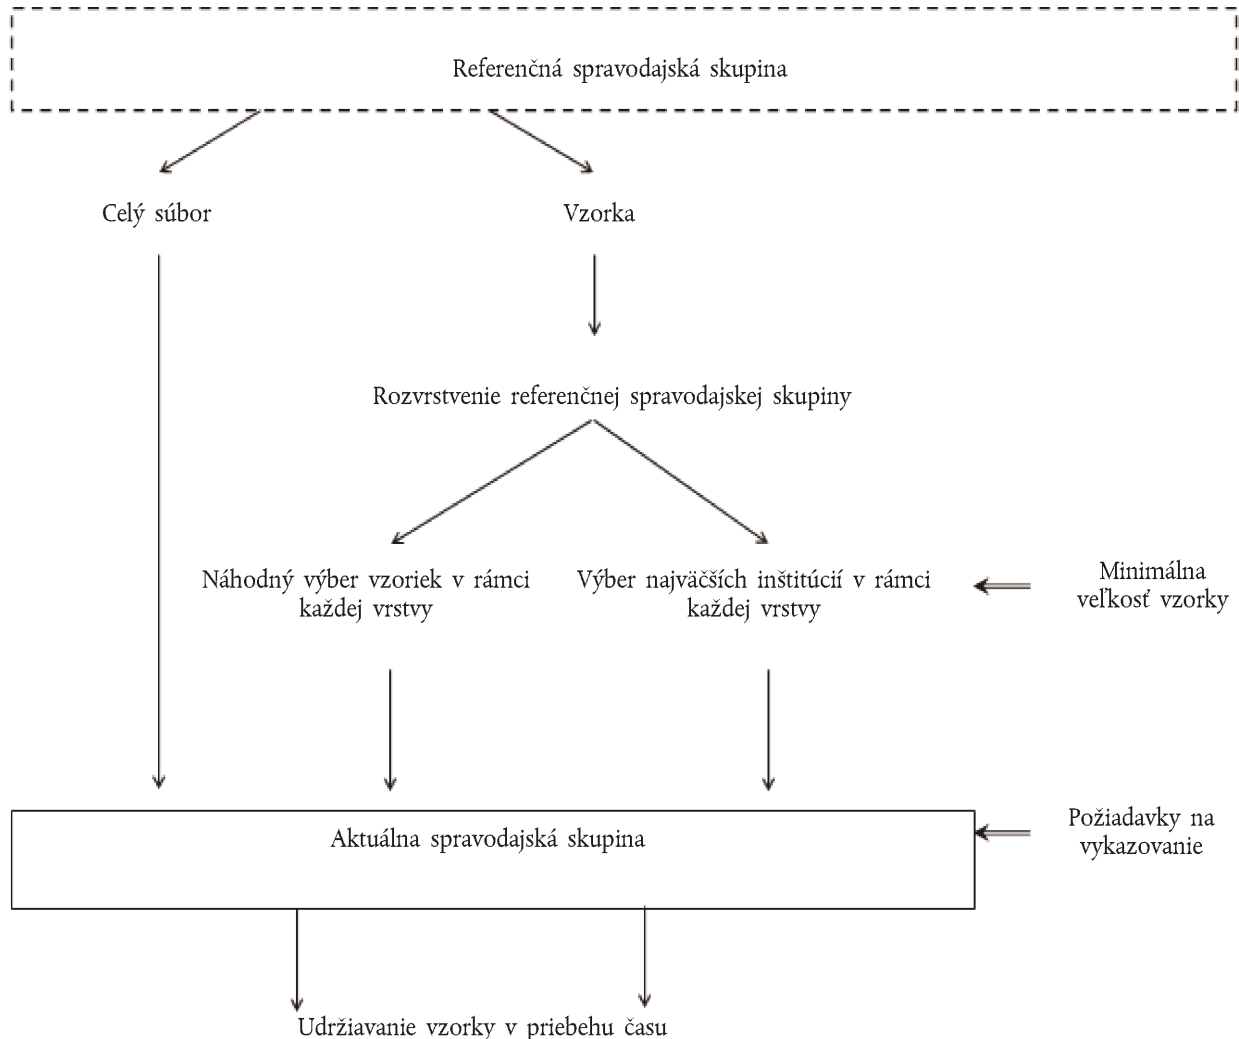 Referenčná spravodajská skupina
Celý súbor
Vzorka
Rozvrstvenie referenčnej spravodajskej skupiny
Náhodný výber vzoriek v rámci
každej vrstvy
Výber najväčších inštitúcií v rámci
každej vrstvy
Minimálna
veľkosť vzorky
Aktuálna spravodajská skupina
Požiadavky na
vykazovanie
Udržiavanie vzorky v priebehu času